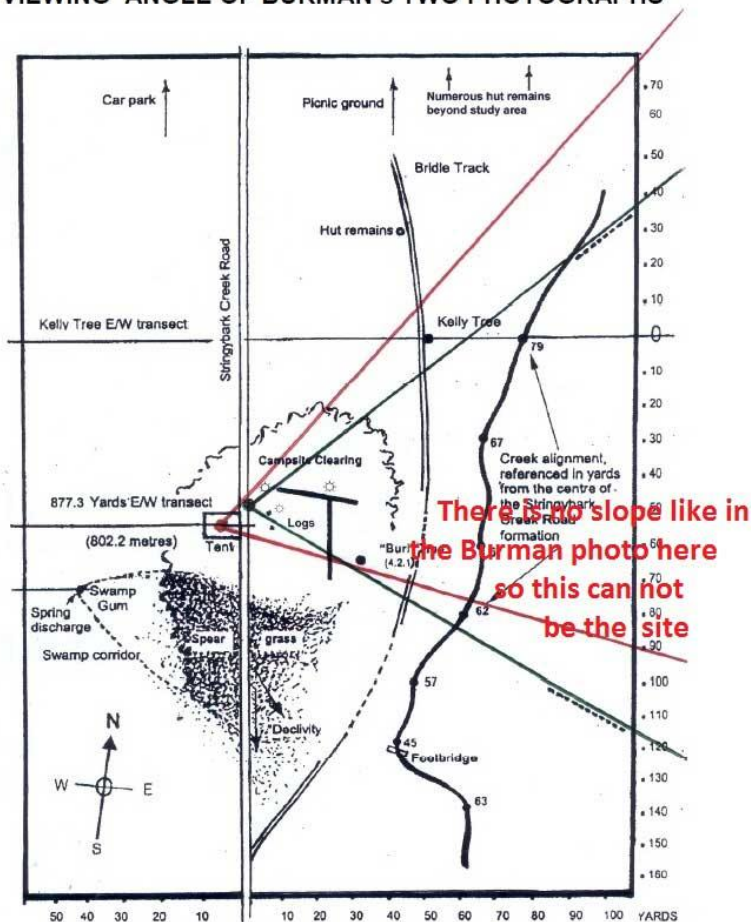 VIEWING ANGLE OF BURMAN's TWO PHOTOGRAPHS
Car park
Picnic ground
Numerous hut remains
beyond study area
Bridle Track
Hut remains
Stringybark Creek Road
Kelly Tree E/W transect
Kelly Tree
79
67
Creek alignment,
referenced in yards
from the centre of
the Stringybark
Creek Road
formation
Campsite Clearing
877.3 Yards E/W transect
(802.2 metres)
Tent
Logs
(4.2.1)
There is no slope like in
the Burman photo here
so this can not
be the site
Swamp
Gum
Spring
discharge
Swamp corridor
Spear grass
"Declivity
62
57
45
Footbridge
63
N
W E
S
70
60
50
40
30
20
10
0
10
20
30
40
50
60
70
80
90
100
110
120
130
140
150
160
50 40 30 20 10 10 20 30 40 50 60 70 80 90 100 YARDS